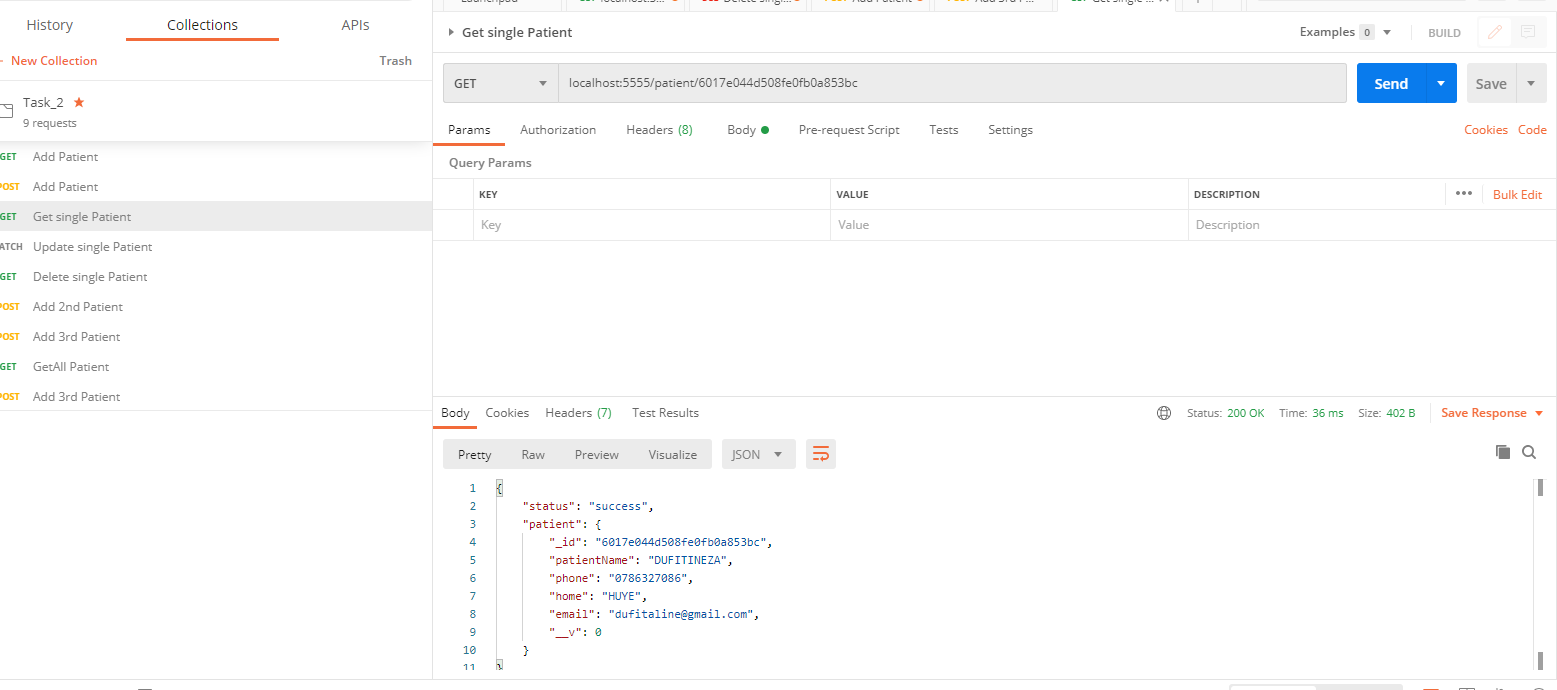 History Collections APIs
New Collection Trash
Task_2
9 requests
GET Add Patient
POST Add Patient
GET Get single Patient
ATCH Update single Patient
GET Delete single Patient
POST Add 2nd Patient
POST Add 3rd Patient
GET GetAll Patient
POST Add 3rd Patient
Get single Patient Examples 0 BUILD
GET localhost:5555/patient/6017e044d508fe0fb0a853bc Send Save
Params Authorization Headers (8) Body Pre-request Script Tests Settings Cookies Code
Query Params
KEY VALUE DESCRIPTION ••• Bulk Edit
Key Value Description
Body Cookies Headers (7) Test Results Status: 200 OK Time: 36 ms Size: 402 B Save Response
Pretty Raw Preview Visualize JSON
1 {
2 "status": "success",
3 "patient": {
4 "_id": "6017e044d508fe0fb0a853bc",
5 "patientName": "DUFITINEZA",
6 "phone": "0786327086",
7 "home": "HUYE",
8 "email": "dufitaline@gmail.com",
9 "__v": 0
10 }
11 }